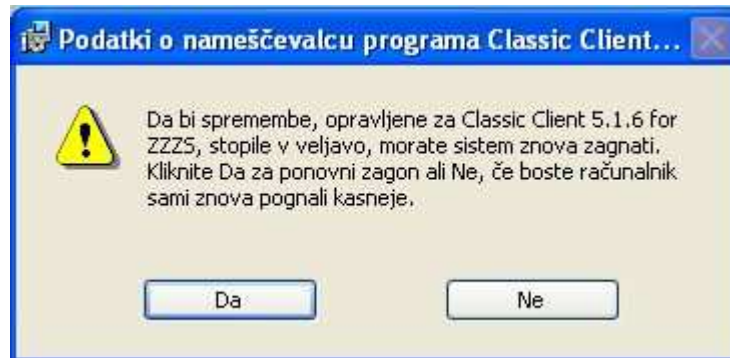 Podatki o nameščevalcu programa Classic Client...
Da bi spremembe, opravljene za Classic Client 5.1.6 for
ZZZS, stopile v veljavo, morate sistem znova zagnati.
Kliknite Da za ponovni zagon ali Ne, če boste računalnik
sami znova pognali kasneje.
Da
Ne